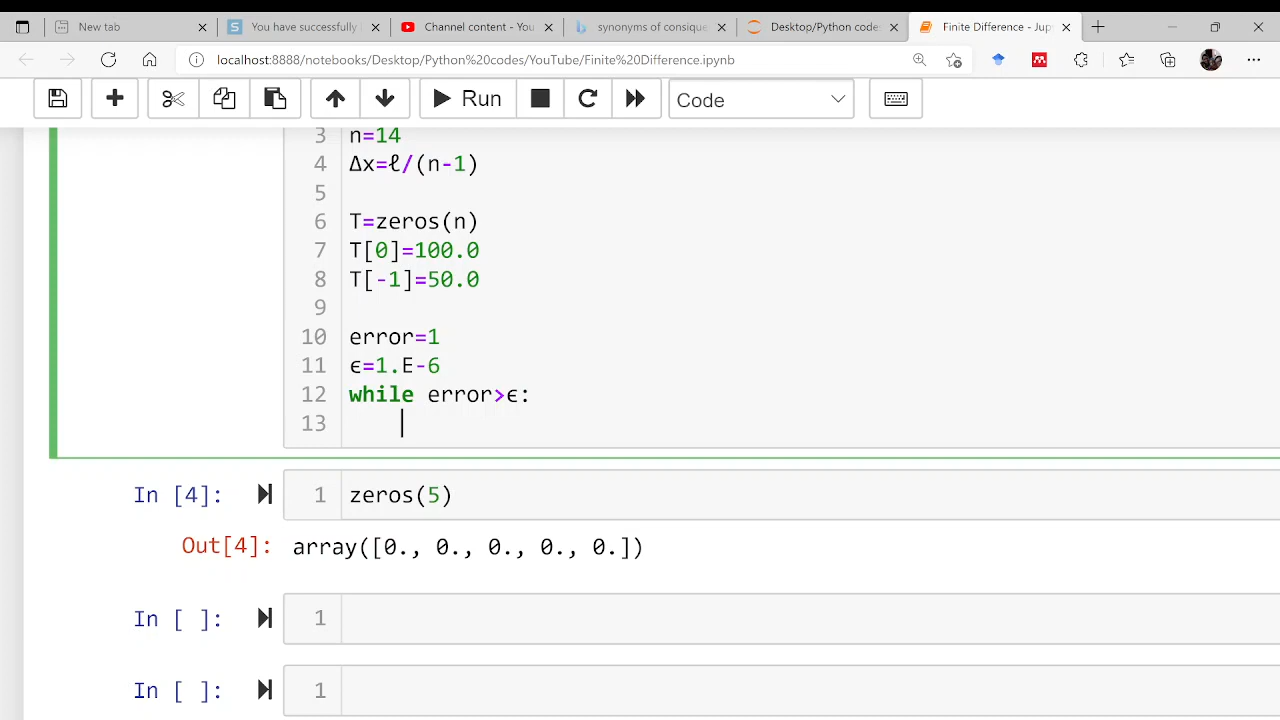 New tab
You have successfully
Channel content - You
synonyms of consique
Desktop/Python code
Finite Difference - Jup
localhost:8888/notebooks/Desktop/Python%20codes/YouTube/Finite%20Difference.ipynb
Run
Code
3 n=14
4 Δx=ℓ/(n-1)
5
6 T=zeros(n)
7 T[0]=100.0
8 T[-1]=50.0
9
10 error=1
11 ϵ=1.E-6
12 while error>ϵ:
13
In [4]: 1 zeros(5)
Out[4]: array([0., 0., 0., 0., 0.])
In [ ]: 1
In [ ]: 1